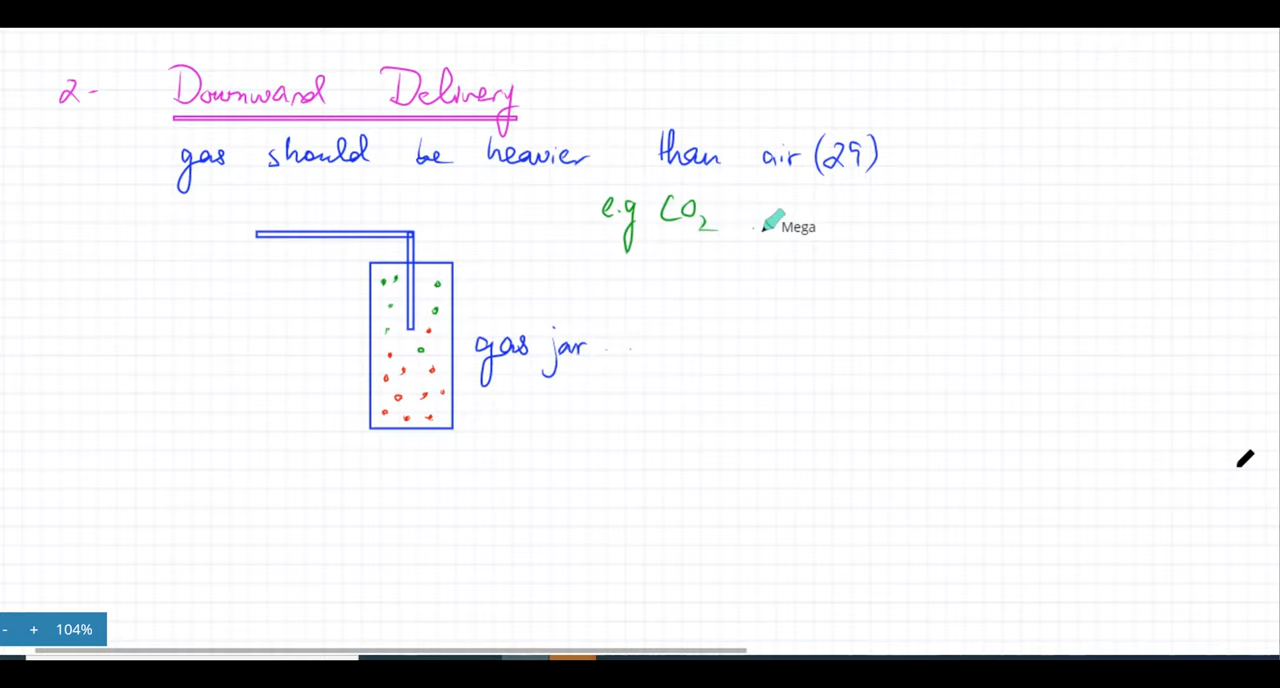 2- Downward Delivery
gas should be heavier than air (29)
e.g CO₂
Mega
gas jar
- + 104%